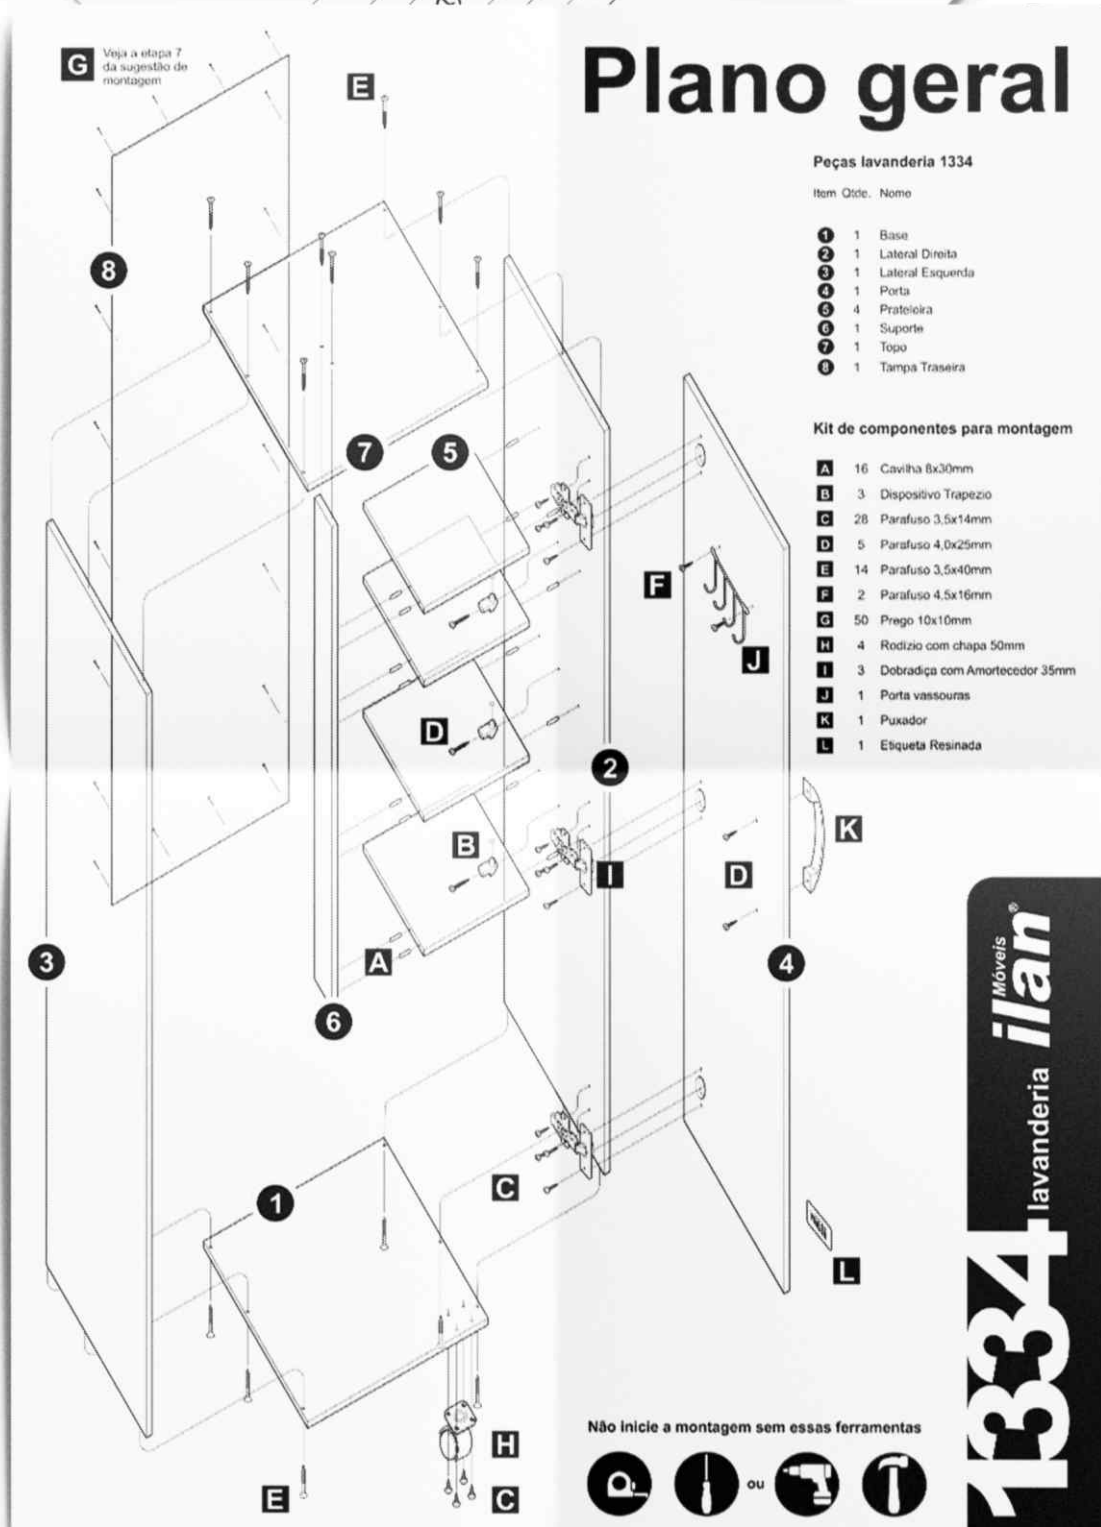 Plano geral
G Veja a etapa 7
da sugestão de
montagem
E
8
7
5
F
J
D
2
B
I
K
D
3
A
6
4
1
C
L
H
E
C
Peças lavanderia 1334
Item Qtde. Nome
1 1 Base
2 1 Lateral Direita
3 1 Lateral Esquerda
4 1 Porta
5 4 Prateleira
6 1 Suporte
7 1 Topo
8 1 Tampa Traseira
Kit de componentes para montagem
A 16 Cavilha 8x30mm
B 3 Dispositivo Trapezio
C 28 Parafuso 3,5x14mm
D 5 Parafuso 4,0x25mm
E 14 Parafuso 3,5x40mm
F 2 Parafuso 4,5x16mm
G 50 Prego 10x10mm
H 4 Rodízio com chapa 50mm
I 3 Dobradiça com Amortecedor 35mm
J 1 Porta vassouras
K 1 Puxador
L 1 Etiqueta Resinada
Não inicie a montagem sem essas ferramentas
ou
1334 lavanderia Móveis ilan®